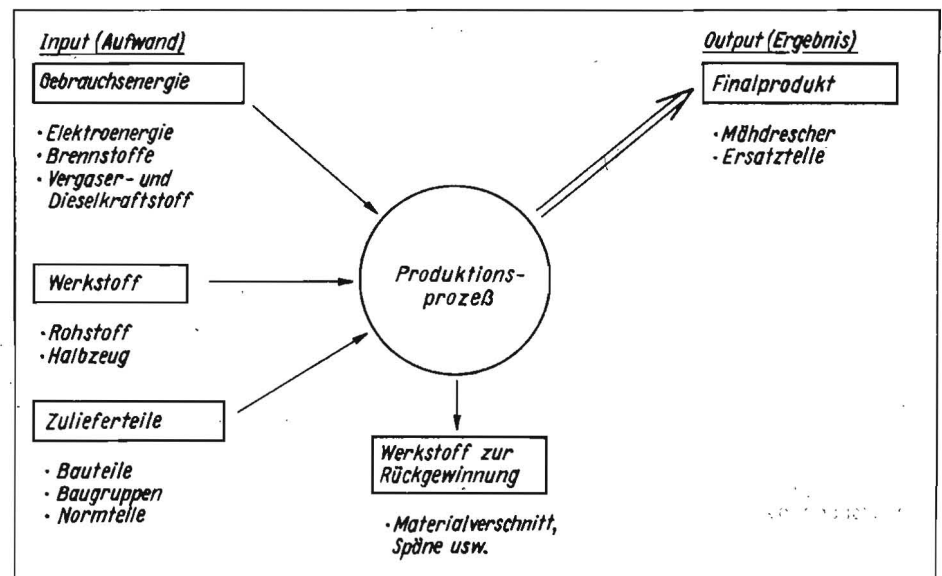 Input (Aufwand)
Gebrauchsenergie
· Elektroenergie
· Brennstoffe
· Vergaser- und
Dieselkraftstoff
Werkstoff
· Rohstoff
· Halbzeug
Zulieferteile
· Bauteile
· Baugruppen
· Normteile
Produktions-
prozeß
Werkstoff zur
Rückgewinnung
· Materialverschnitt,
Späne usw.
Output (Ergebnis)
Finalprodukt
· Mähdrescher
· Ersatzteile